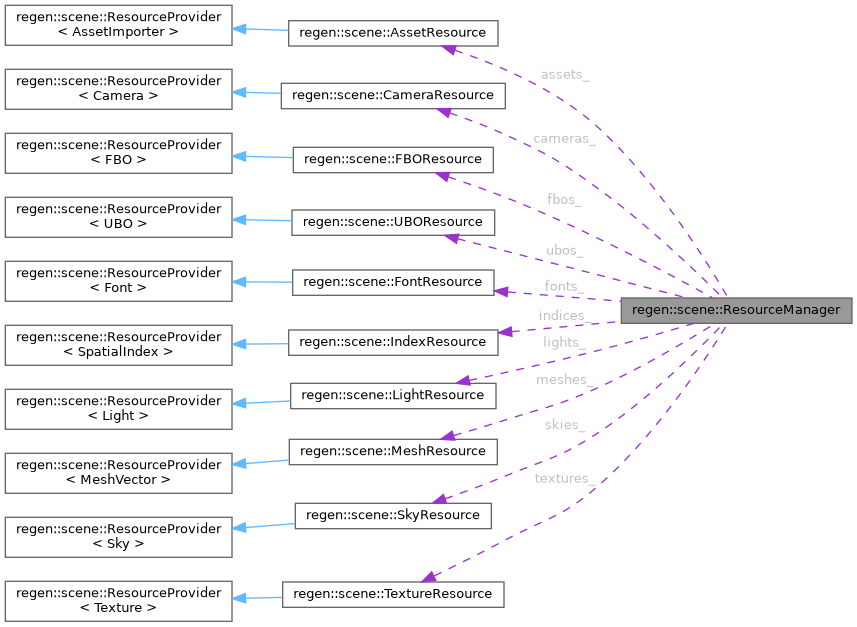 regen::scene::ResourceProvider
< AssetImporter >
regen::scene::AssetResource
assets_
regen::scene::ResourceProvider
< Camera >
regen::scene::CameraResource
cameras_
regen::scene::ResourceProvider
< FBO >
regen::scene::FBOResource
fbos_
regen::scene::ResourceProvider
< UBO >
regen::scene::UBOResource
ubos_
regen::scene::ResourceProvider
< Font >
regen::scene::FontResource
fonts_
regen::scene::ResourceManager
regen::scene::ResourceProvider
< SpatialIndex >
regen::scene::IndexResource
indices_
regen::scene::ResourceProvider
< Light >
regen::scene::LightResource
lights_
regen::scene::ResourceProvider
< MeshVector >
regen::scene::MeshResource
meshes_
regen::scene::ResourceProvider
< Sky >
regen::scene::SkyResource
skies_
regen::scene::ResourceProvider
< Texture >
regen::scene::TextureResource
textures_